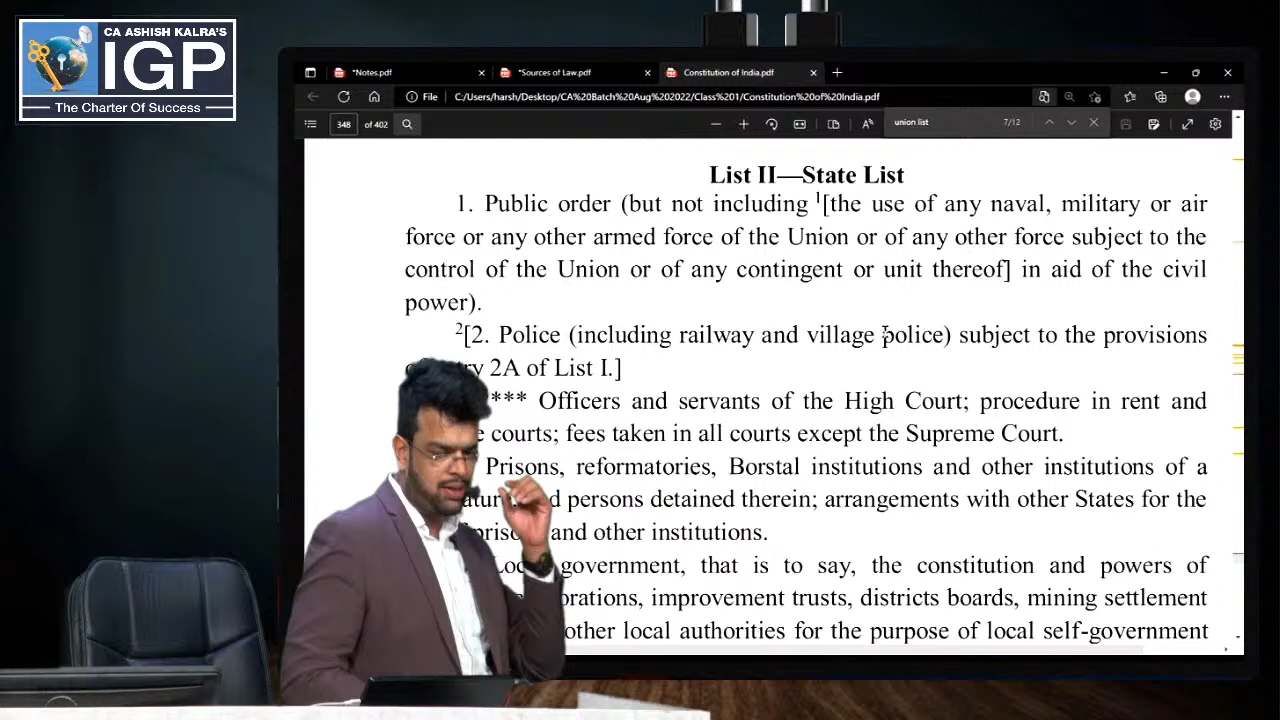 CA ASHISH KALRA'S
IGP
The Charter Of Success
*Notes.pdf
*Sources of Law.pdf
Constitution of India.pdf
File C:/Users/harsh/Desktop/CA%20Batch%20Aug%202022/Class%201/Constitution%20of%20India.pdf
348 of 402
union list 7/12
List II—State List
1. Public order (but not including 1[the use of any naval, military or air
force or any other armed force of the Union or of any other force subject to the
control of the Union or of any contingent or unit thereof] in aid of the civil
power).
2[2. Police (including railway and village police) subject to the provisions
2A of List I.]
*** Officers and servants of the High Court; procedure in rent and
courts; fees taken in all courts except the Supreme Court.
Prisons, reformatories, Borstal institutions and other institutions of a
persons detained therein; arrangements with other States for the
and other institutions.
government, that is to say, the constitution and powers of
improvement trusts, districts boards, mining settlement
other local authorities for the purpose of local self-government